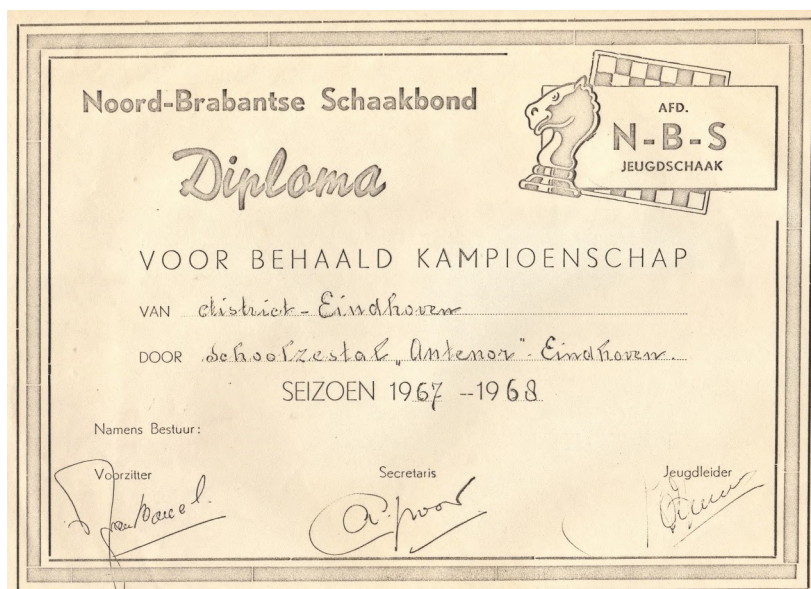 Noord-Brabantse Schaakbond
AFD.
N-B-S
JEUGDSCHAAK
Diploma
VOOR BEHAALD KAMPIOENSCHAP
VAN district - Eindhoven
DOOR Schoolzestal „Antenor” - Eindhoven.
SEIZOEN 1967 --1968
Namens Bestuur:
Voorzitter Secretaris Jeugdleider